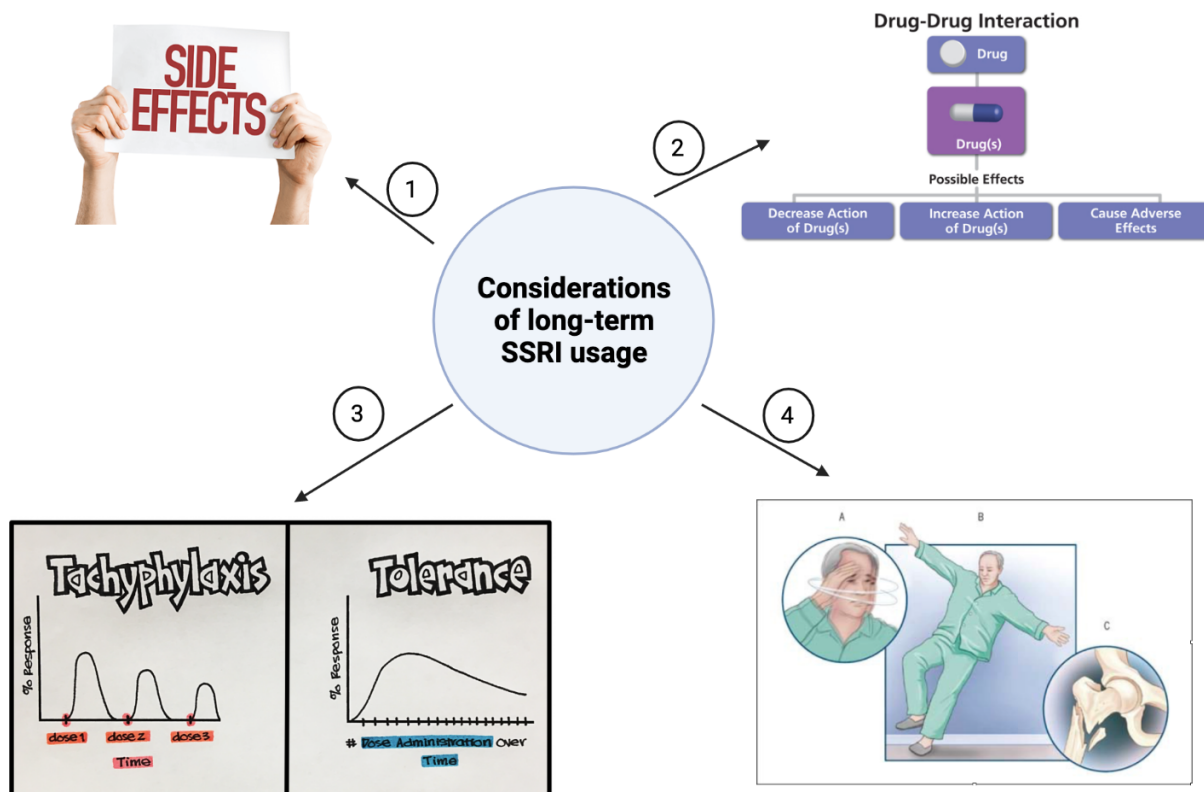 SIDE
EFFECTS
1
2
Drug-Drug Interaction
Drug
Drug(s)
Possible Effects
Decrease Action
of Drug(s)
Increase Action
of Drug(s)
Cause Adverse
Effects
Considerations
of long-term
SSRI usage
3
4
Tachyphylaxis
% Response
dose1
dose2
dose3
Time
Tolerance
% Response
# Dose Administration Over
Time
A
B
C